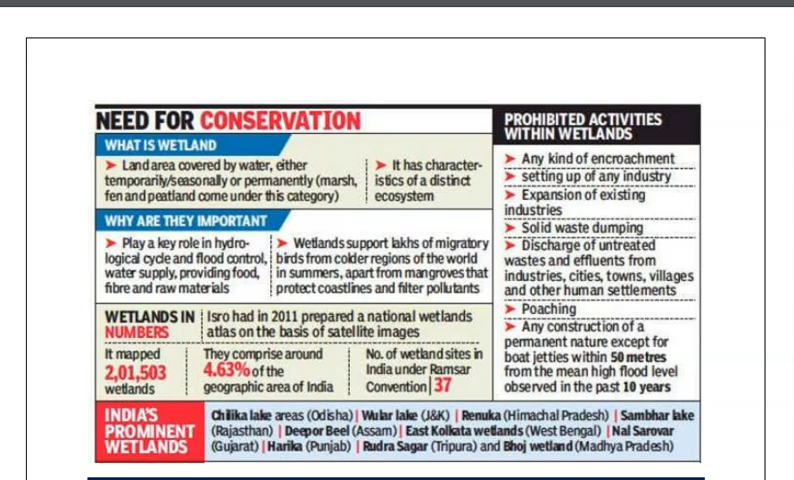 NEED FOR CONSERVATION
WHAT IS WETLAND
➤ Land area covered by water, either
temporarily/seasonally or permanently (marsh,
fen and peatland come under this category)
➤ It has character-
istics of a distinct
ecosystem
WHY ARE THEY IMPORTANT
➤ Play a key role in hydro-
logical cycle and flood control,
water supply, providing food,
fibre and raw materials
➤ Wetlands support lakhs of migratory
birds from colder regions of the world
in summers, apart from mangroves that
protect coastlines and filter pollutants
WETLANDS IN
NUMBERS
Isro had in 2011 prepared a national wetlands
atlas on the basis of satellite images
It mapped
2,01,503
wetlands
They comprise around
4.63% of the
geographic area of India
No. of wetland sites in
India under Ramsar
Convention | 37
PROHIBITED ACTIVITIES
WITHIN WETLANDS
➤ Any kind of encroachment
➤ setting up of any industry
➤ Expansion of existing
industries
➤ Solid waste dumping
➤ Discharge of untreated
wastes and effluents from
industries, cities, towns, villages
and other human settlements
➤ Poaching
➤ Any construction of a
permanent nature except for
boat jetties within 50 metres
from the mean high flood level
observed in the past 10 years
INDIA'S
PROMINENT
WETLANDS
Chilika lake areas (Odisha) | Wular lake (J&K) | Renuka (Himachal Pradesh) | Sambhar lake
(Rajasthan) | Deepor Beel (Assam) | East Kolkata wetlands (West Bengal) | Nal Sarovar
(Gujarat) | Harika (Punjab) | Rudra Sagar (Tripura) and Bhoj wetland (Madhya Pradesh)